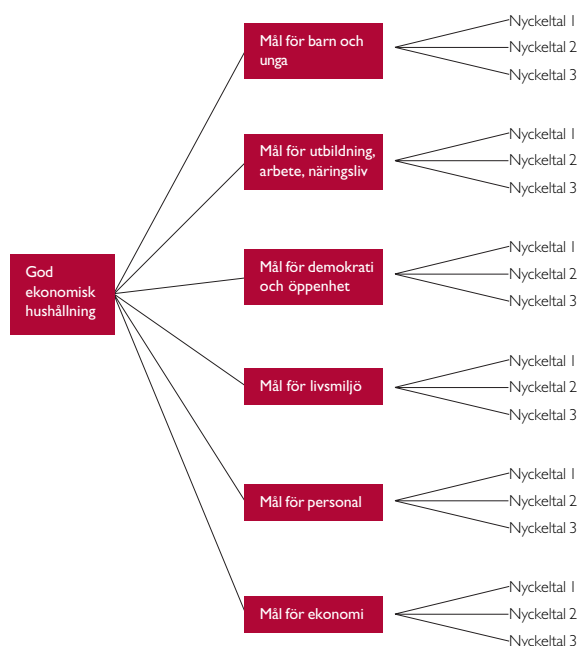 Nyckeltal 1
Mål för barn och
unga
Nyckeltal 2
Nyckeltal 3
Nyckeltal 1
Mål för utbildning,
arbete, näringsliv
Nyckeltal 2
Nyckeltal 3
God
ekonomisk
hushållning
Nyckeltal 1
Mål för demokrati
och öppenhet
Nyckeltal 2
Nyckeltal 3
Nyckeltal 1
Mål för livsmiljö
Nyckeltal 2
Nyckeltal 3
Nyckeltal 1
Mål för personal
Nyckeltal 2
Nyckeltal 3
Nyckeltal 1
Mål för ekonomi
Nyckeltal 2
Nyckeltal 3